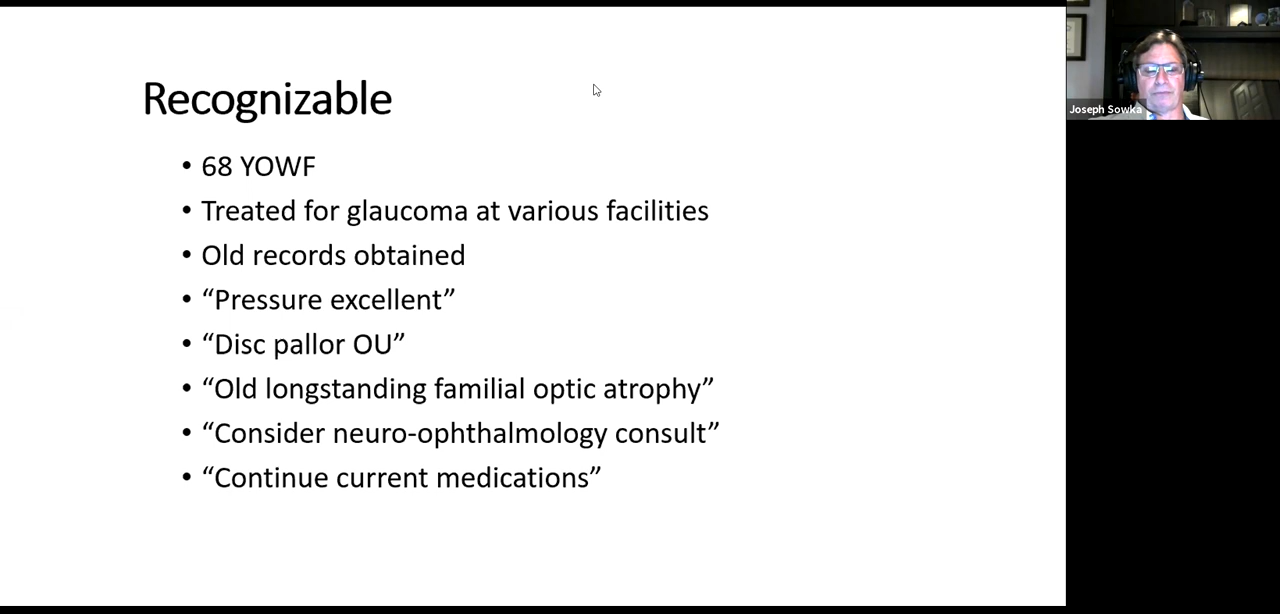 Recognizable
• 68 YOWF
• Treated for glaucoma at various facilities
• Old records obtained
• “Pressure excellent”
• “Disc pallor OU”
• “Old longstanding familial optic atrophy”
• “Consider neuro-ophthalmology consult”
• “Continue current medications”
Joseph Sowka